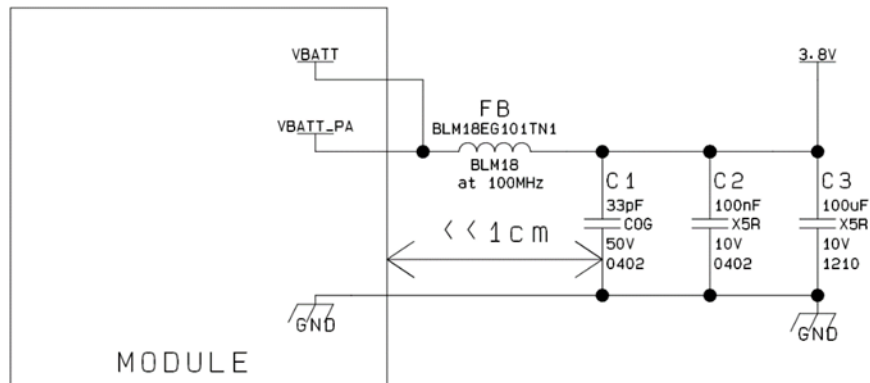 VBATT
3.8V
FB
VBATT_PA
BLM18EG101TN1
BLM18
at 100MHz
C1
33pF
COG
50V
0402
C2
100nF
X5R
10V
0402
C3
100uF
X5R
10V
1210
<<1cm
GND
GND
MODULE